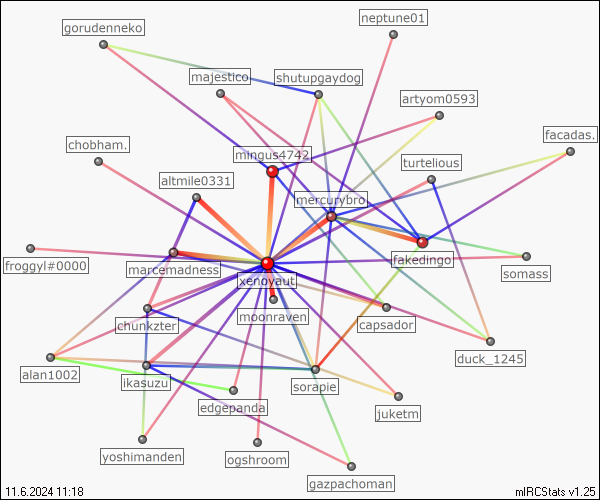 neptune01
gorudenneko
majestico
shutupgaydog
artyom0593
facadas.
chobham.
mingus4742
turtelious
altmile0331
mercurybro
froggyl#0000
marcemadness
fakedingo
somass
xenoyaut
moonraven
chunkzter
capsador
duck_1245
alan1002
ikasuzu
sorapie
edgepanda
juketm
yoshimanden
ogshroom
gazpachoman
11.6.2024 11:18
mIRCStats v1.25